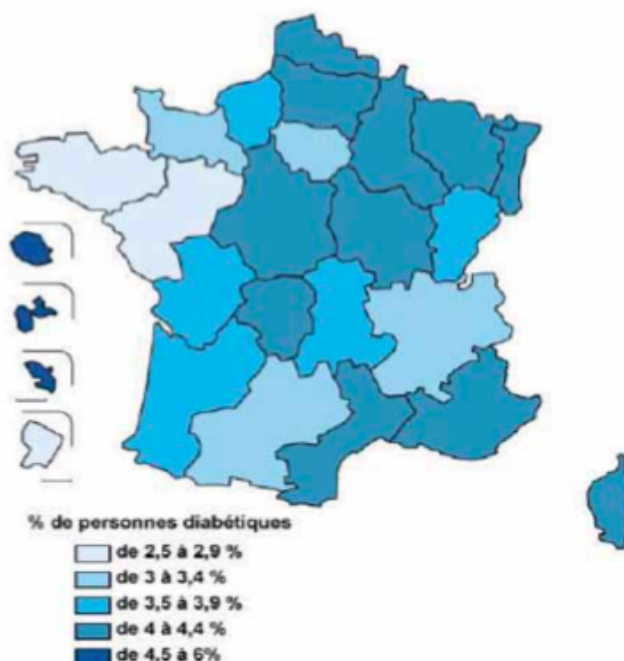 % de personnes diabétiques
de 2,5 à 2,9 %
de 3 à 3,4 %
de 3,5 à 3,9 %
de 4 à 4,4 %
de 4,5 à 6%